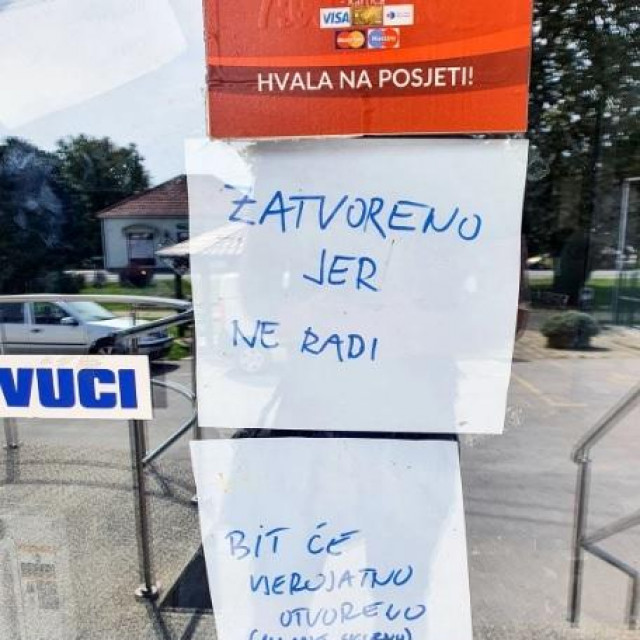 VISA
HVALA NA POSJETI!
ZATVORENO
JER
NE RADI
VUCI
BIT ĆE
VJEROJATNO
OTVORENO